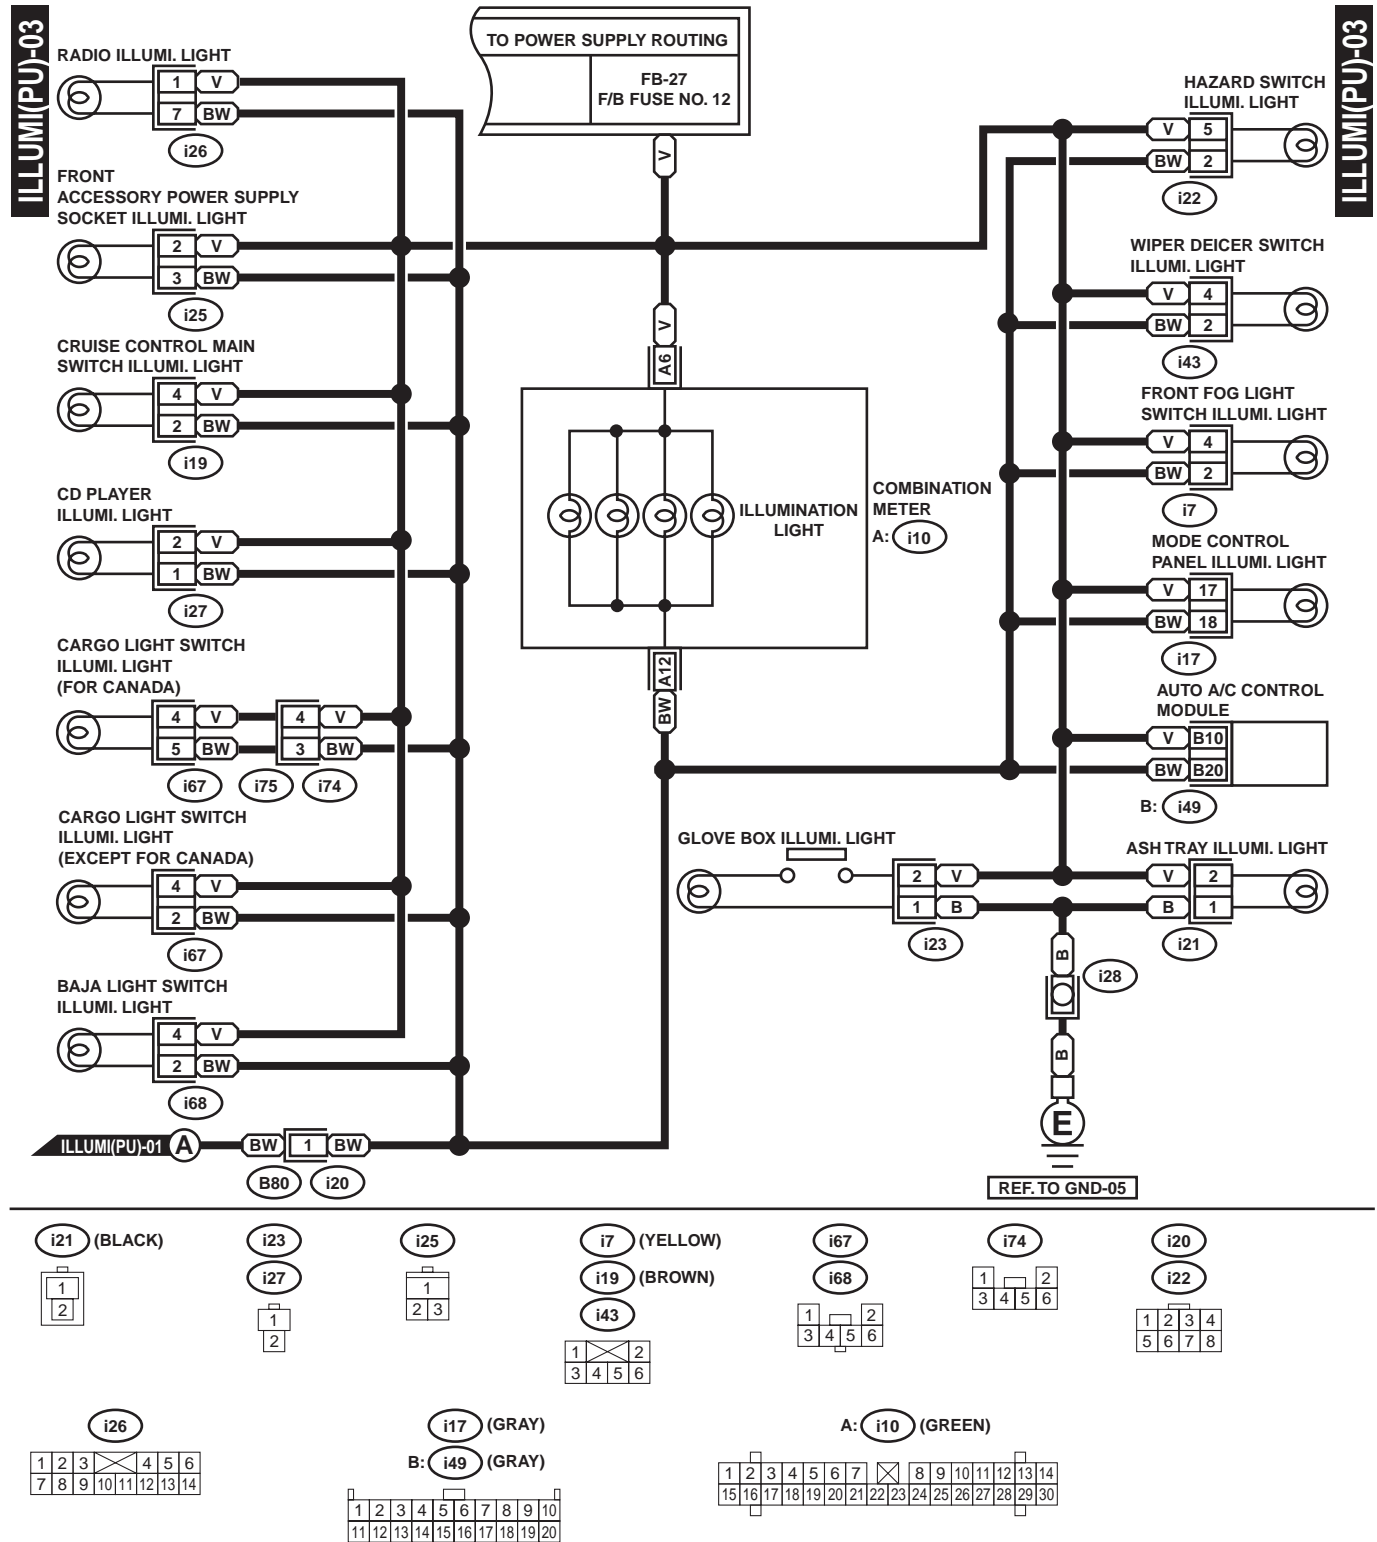 ILLUMI(PU)-03
ILLUMI(PU)-03
TO POWER SUPPLY ROUTING
FB-27
F/B FUSE NO. 12
V
RADIO ILLUMI. LIGHT
1 V
7 BW
i26
FRONT
ACCESSORY POWER SUPPLY
SOCKET ILLUMI. LIGHT
2 V
3 BW
i25
CRUISE CONTROL MAIN
SWITCH ILLUMI. LIGHT
4 V
2 BW
i19
CD PLAYER
ILLUMI. LIGHT
2 V
1 BW
i27
CARGO LIGHT SWITCH
ILLUMI. LIGHT
(FOR CANADA)
4 V 4 V
5 BW 3 BW
i67 i75 i74
CARGO LIGHT SWITCH
ILLUMI. LIGHT
(EXCEPT FOR CANADA)
4 V
2 BW
i67
BAJA LIGHT SWITCH
ILLUMI. LIGHT
4 V
2 BW
i68
ILLUMI(PU)-01 A BW 1 BW
B80 i20
V
A6
ILLUMINATION
LIGHT
COMBINATION
METER
A: i10
A12
BW
HAZARD SWITCH
ILLUMI. LIGHT
V 5
BW 2
i22
WIPER DEICER SWITCH
ILLUMI. LIGHT
V 4
BW 2
i43
FRONT FOG LIGHT
SWITCH ILLUMI. LIGHT
V 4
BW 2
i7
MODE CONTROL
PANEL ILLUMI. LIGHT
V 17
BW 18
i17
AUTO A/C CONTROL
MODULE
V B10
BW B20
B: i49
GLOVE BOX ILLUMI. LIGHT
2 V
1 B
i23
ASH TRAY ILLUMI. LIGHT
V 2
B 1
i21
B
i28
B
E
REF. TO GND-05
i21 (BLACK)
1
2
i23
i27
1
2
i25
1
2 3
i7 (YELLOW)
i19 (BROWN)
i43
1 2
3 4 5 6
i67
i68
1 2
3 4 5 6
i74
1 2
3 4 5 6
i20
i22
1 2 3 4
5 6 7 8
i26
1 2 3 4 5 6
7 8 9 10 11 12 13 14
i17 (GRAY)
B: i49 (GRAY)
1 2 3 4 5 6 7 8 9 10
11 12 13 14 15 16 17 18 19 20
A: i10 (GREEN)
1 2 3 4 5 6 7 8 9 10 11 12 13 14
15 16 17 18 19 20 21 22 23 24 25 26 27 28 29 30